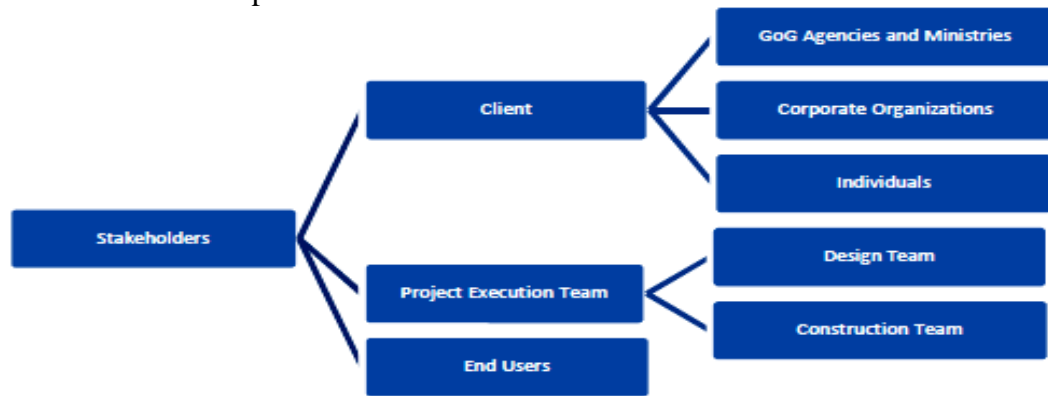 GoG Agencies and Ministries
Client
Corporate Organizations
Individuals
Stakeholders
Design Team
Project Execution Team
Construction Team
End Users